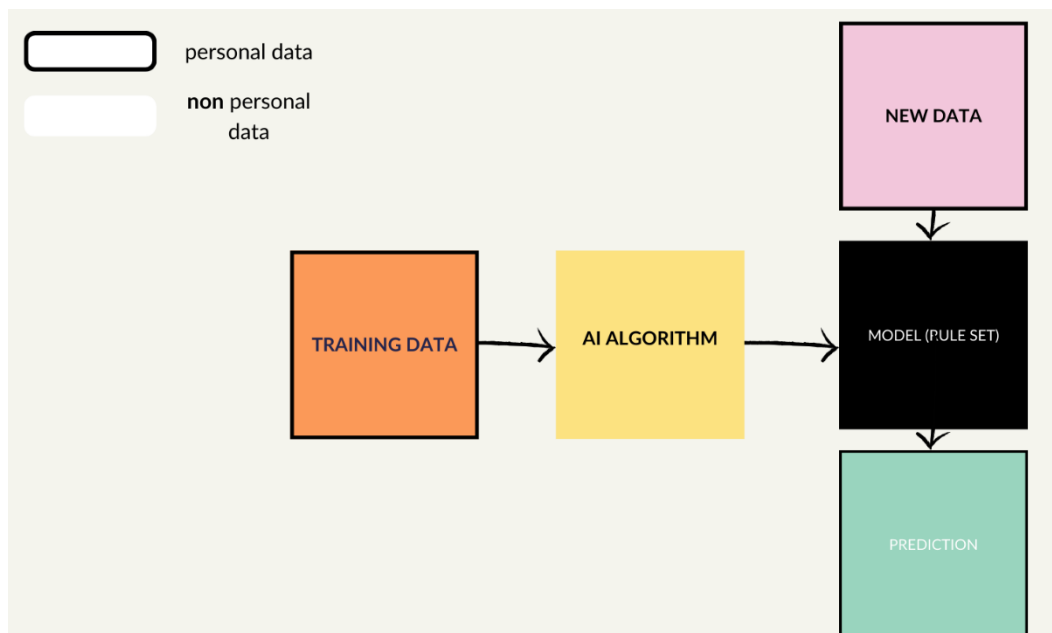 personal data
non personal
data
NEW DATA
TRAINING DATA
AI ALGORITHM
MODEL (RULE SET)
PREDICTION